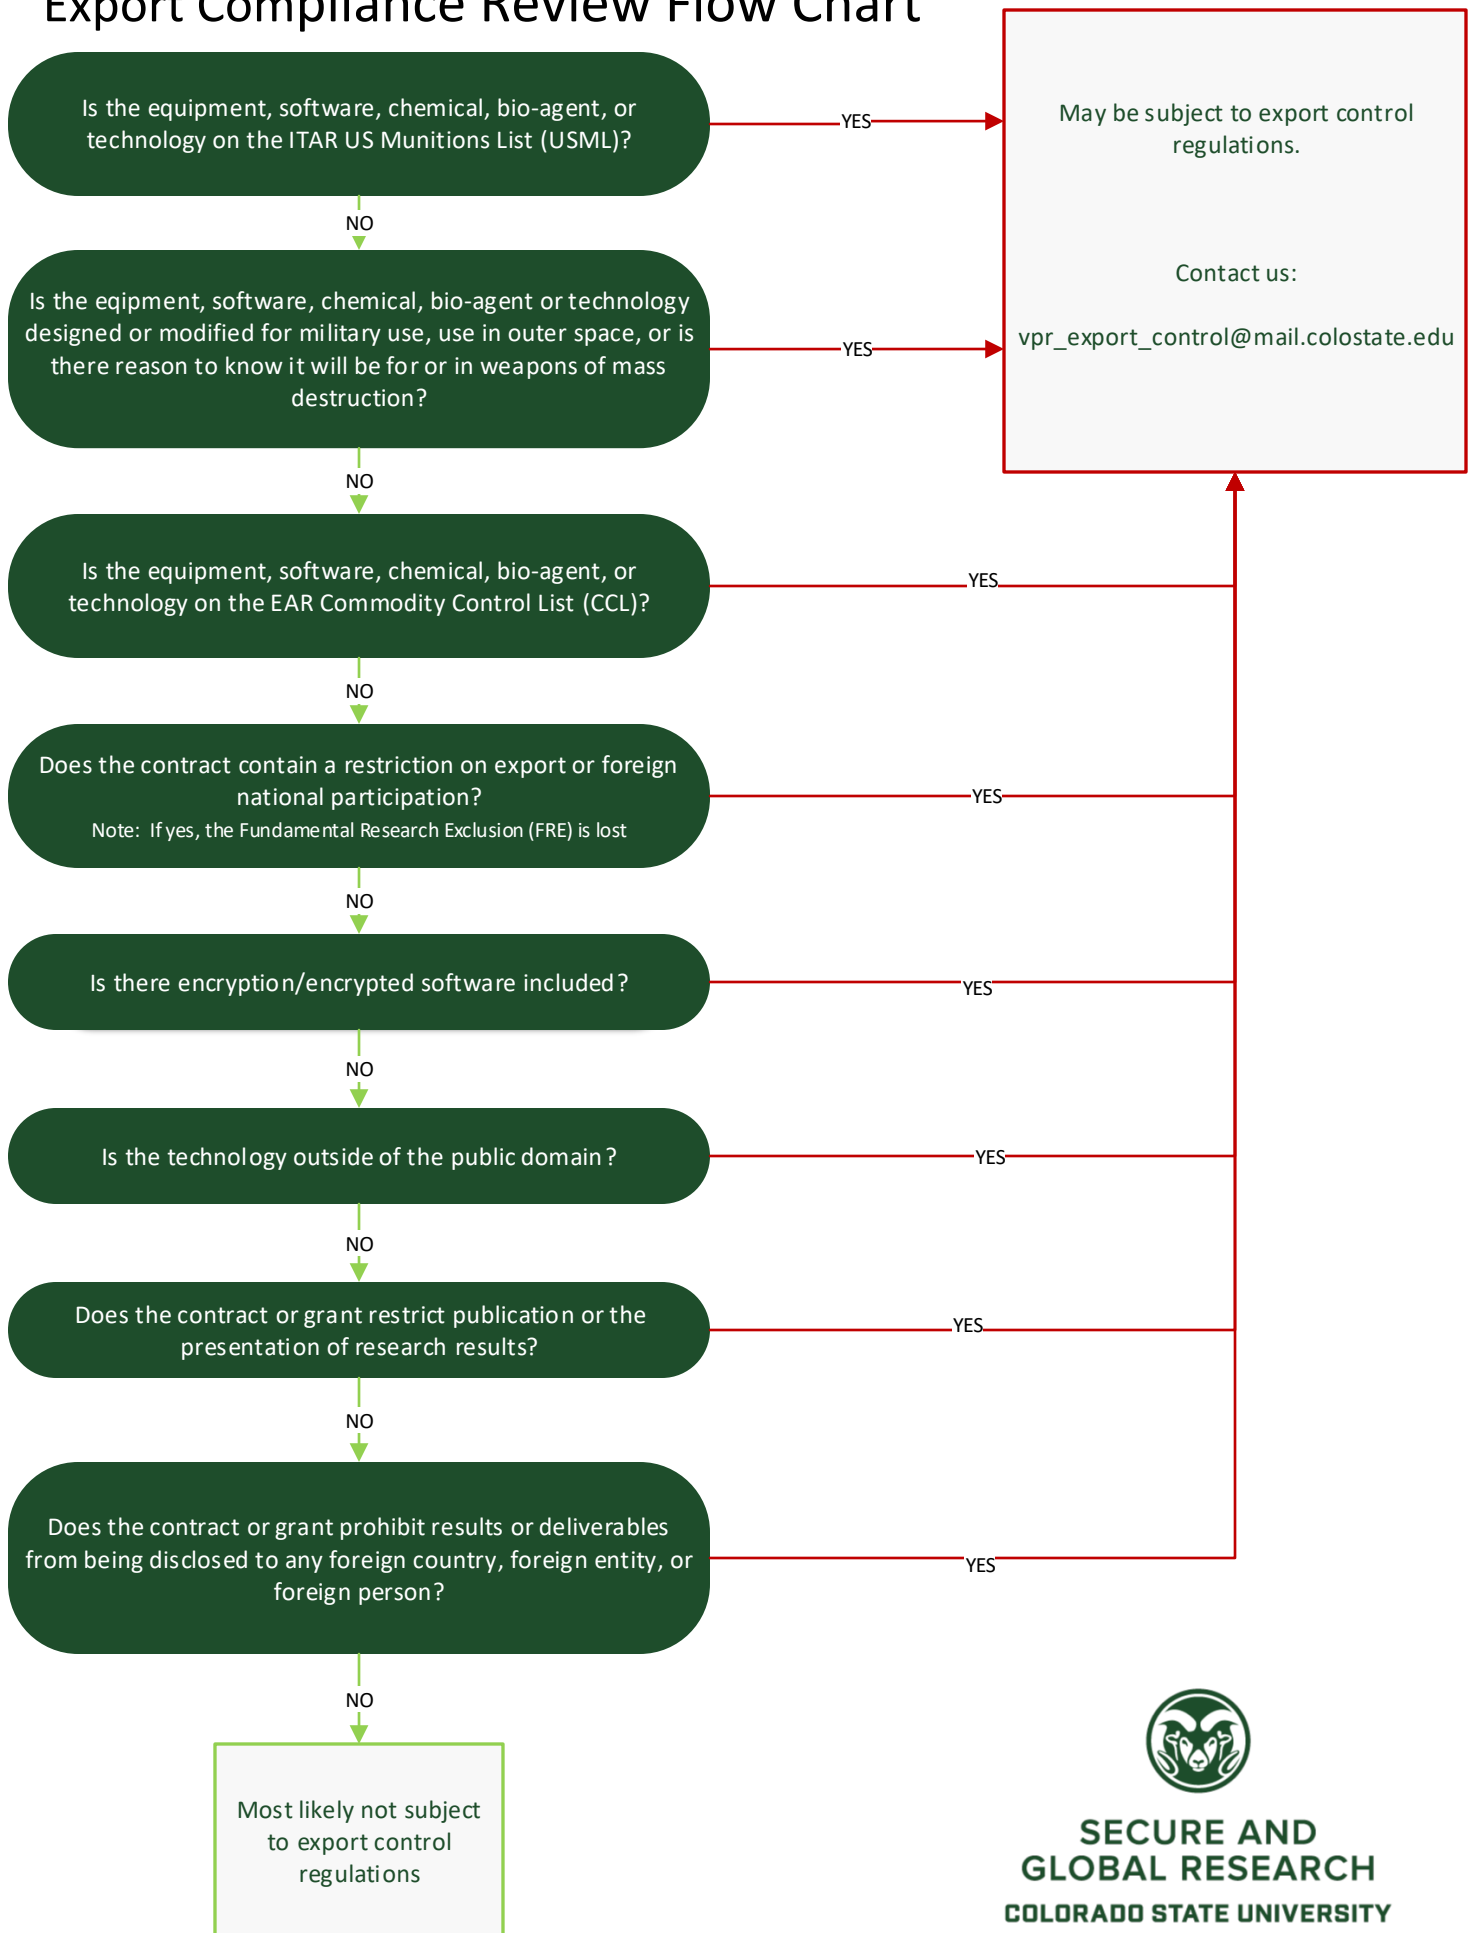 Export Compliance Review Flow Chart
Is the equipment, software, chemical, bio-agent, or
technology on the ITAR US Munitions List (USML)?
YES
May be subject to export control
regulations.
Contact us:
vpr_export_control@mail.colostate.edu
NO
Is the eqipment, software, chemical, bio-agent or technology
designed or modified for military use, use in outer space, or is
there reason to know it will be for or in weapons of mass
destruction?
YES
NO
Is the equipment, software, chemical, bio-agent, or
technology on the EAR Commodity Control List (CCL)?
YES
NO
Does the contract contain a restriction on export or foreign
national participation?
Note: If yes, the Fundamental Research Exclusion (FRE) is lost
YES
NO
Is there encryption/encrypted software included?
YES
NO
Is the technology outside of the public domain?
YES
NO
Does the contract or grant restrict publication or the
presentation of research results?
YES
NO
Does the contract or grant prohibit results or deliverables
from being disclosed to any foreign country, foreign entity, or
foreign person?
YES
NO
Most likely not subject
to export control
regulations
SECURE AND
GLOBAL RESEARCH
COLORADO STATE UNIVERSITY